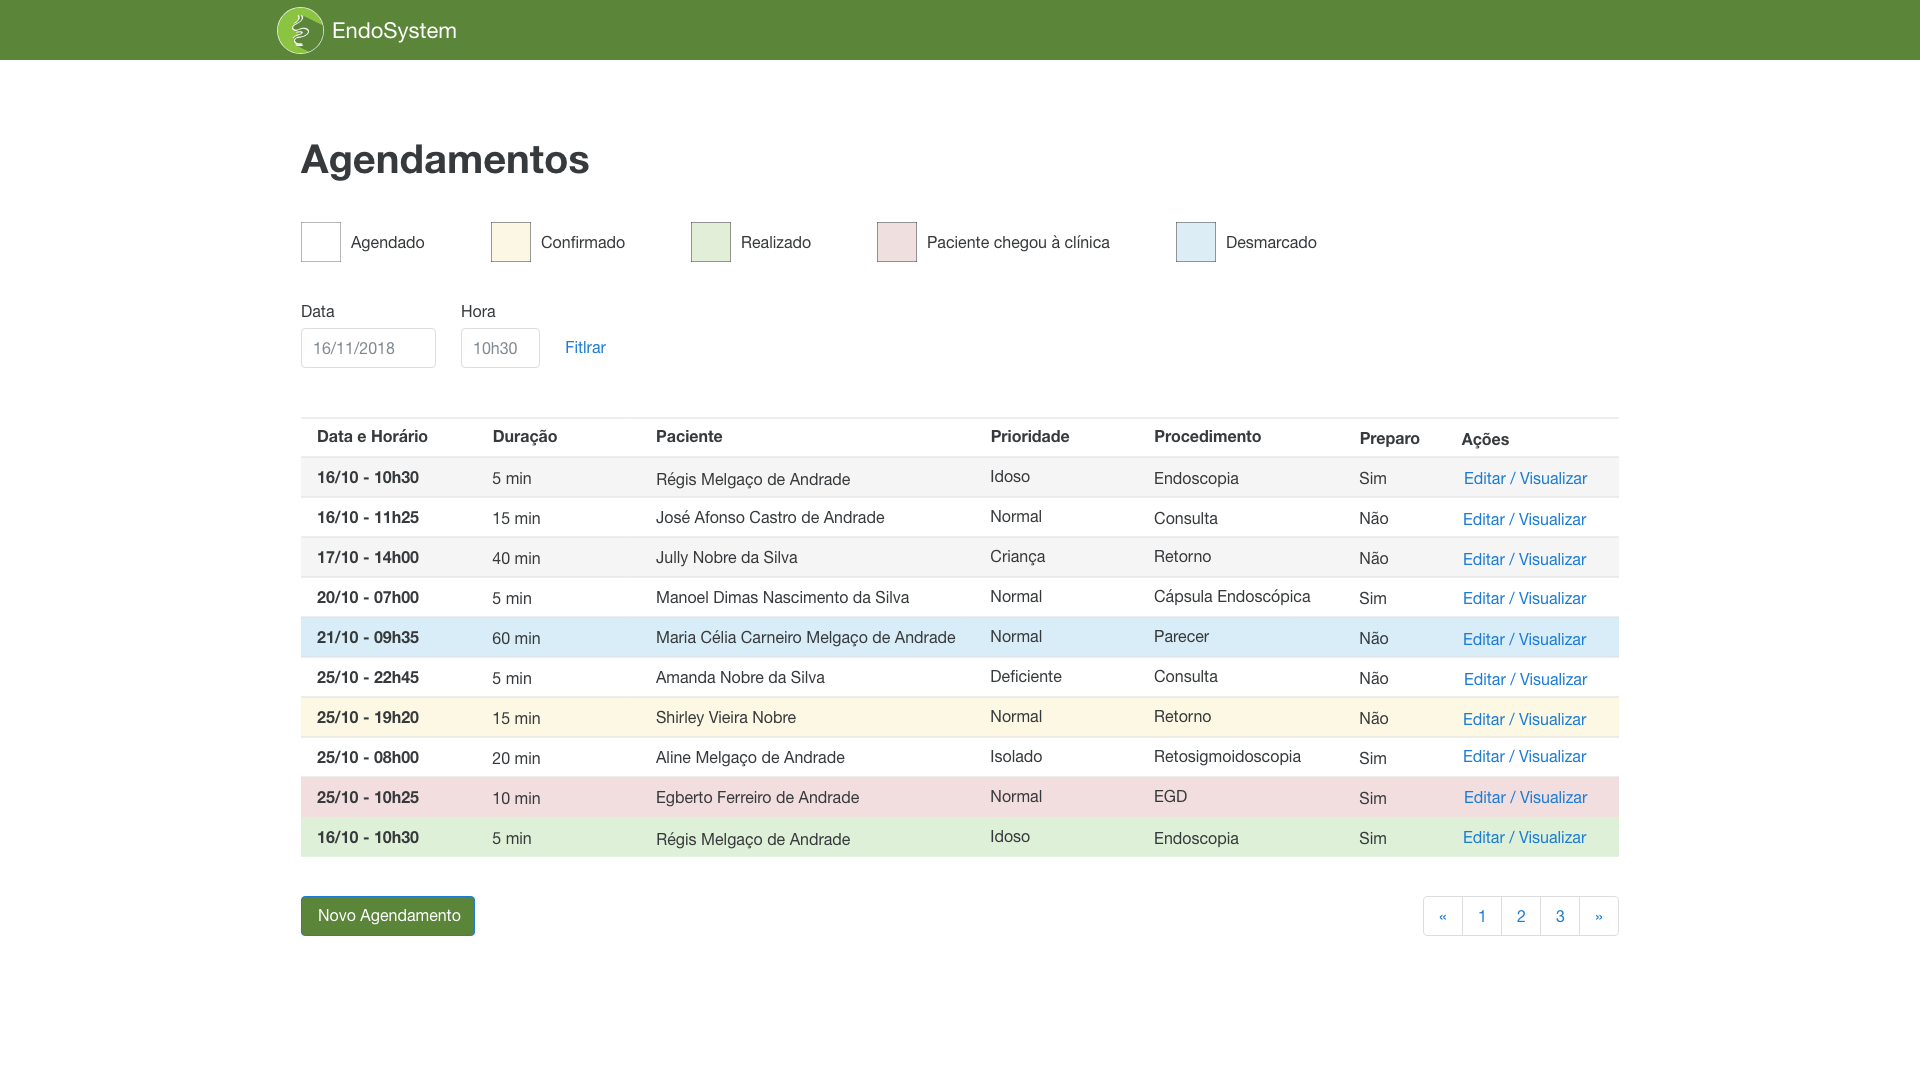 EndoSystem
Agendamentos
Agendado Confirmado Realizado Paciente chegou à clínica Desmarcado
Data Hora
16/11/2018 10h30 Fitlrar
Data e Horário Duração Paciente Prioridade Procedimento Preparo Ações
16/10 - 10h30 5 min Régis Melgaço de Andrade Idoso Endoscopia Sim Editar / Visualizar
16/10 - 11h25 15 min José Afonso Castro de Andrade Normal Consulta Não Editar / Visualizar
17/10 - 14h00 40 min Jully Nobre da Silva Criança Retorno Não Editar / Visualizar
20/10 - 07h00 5 min Manoel Dimas Nascimento da Silva Normal Cápsula Endoscópica Sim Editar / Visualizar
21/10 - 09h35 60 min Maria Célia Carneiro Melgaço de Andrade Normal Parecer Não Editar / Visualizar
25/10 - 22h45 5 min Amanda Nobre da Silva Deficiente Consulta Não Editar / Visualizar
25/10 - 19h20 15 min Shirley Vieira Nobre Normal Retorno Não Editar / Visualizar
25/10 - 08h00 20 min Aline Melgaço de Andrade Isolado Retosigmoidoscopia Sim Editar / Visualizar
25/10 - 10h25 10 min Egberto Ferreiro de Andrade Normal EGD Sim Editar / Visualizar
16/10 - 10h30 5 min Régis Melgaço de Andrade Idoso Endoscopia Sim Editar / Visualizar
Novo Agendamento « 1 2 3 »